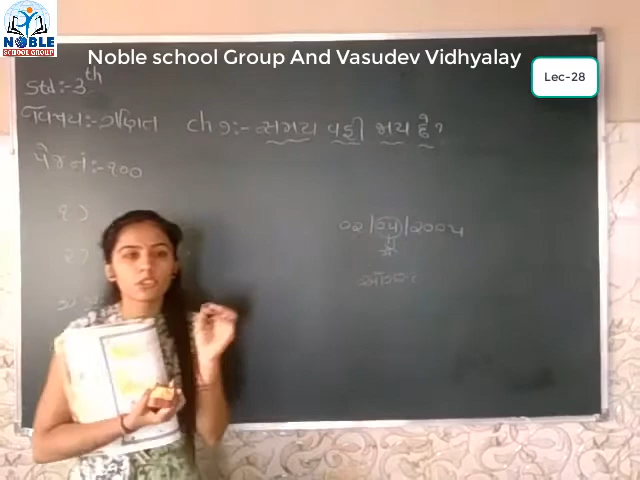 NOBLE
SCHOOL GROUP
Noble school Group And Vasudev Vidhyalay
Lec-28
Std:-3th
વિષય:-ગણિત ch ૭:- સમય વહી જાય છે ?
પેજ નં:-૧૦૦
૧)
૨)
૦૨/૦૫/૨૦૦૫
મે